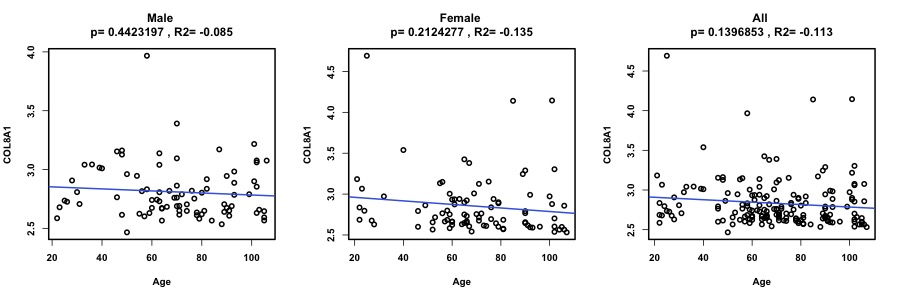 Male
p= 0.4423197 , R2= -0.085
COL8A1
4.0
3.5
3.0
2.5
20 40 60 80 100
Age
Female
p= 0.2124277 , R2= -0.135
COL8A1
4.5
4.0
3.5
3.0
2.5
20 40 60 80 100
Age
All
p= 0.1396853 , R2= -0.113
COL8A1
4.5
4.0
3.5
3.0
2.5
20 40 60 80 100
Age